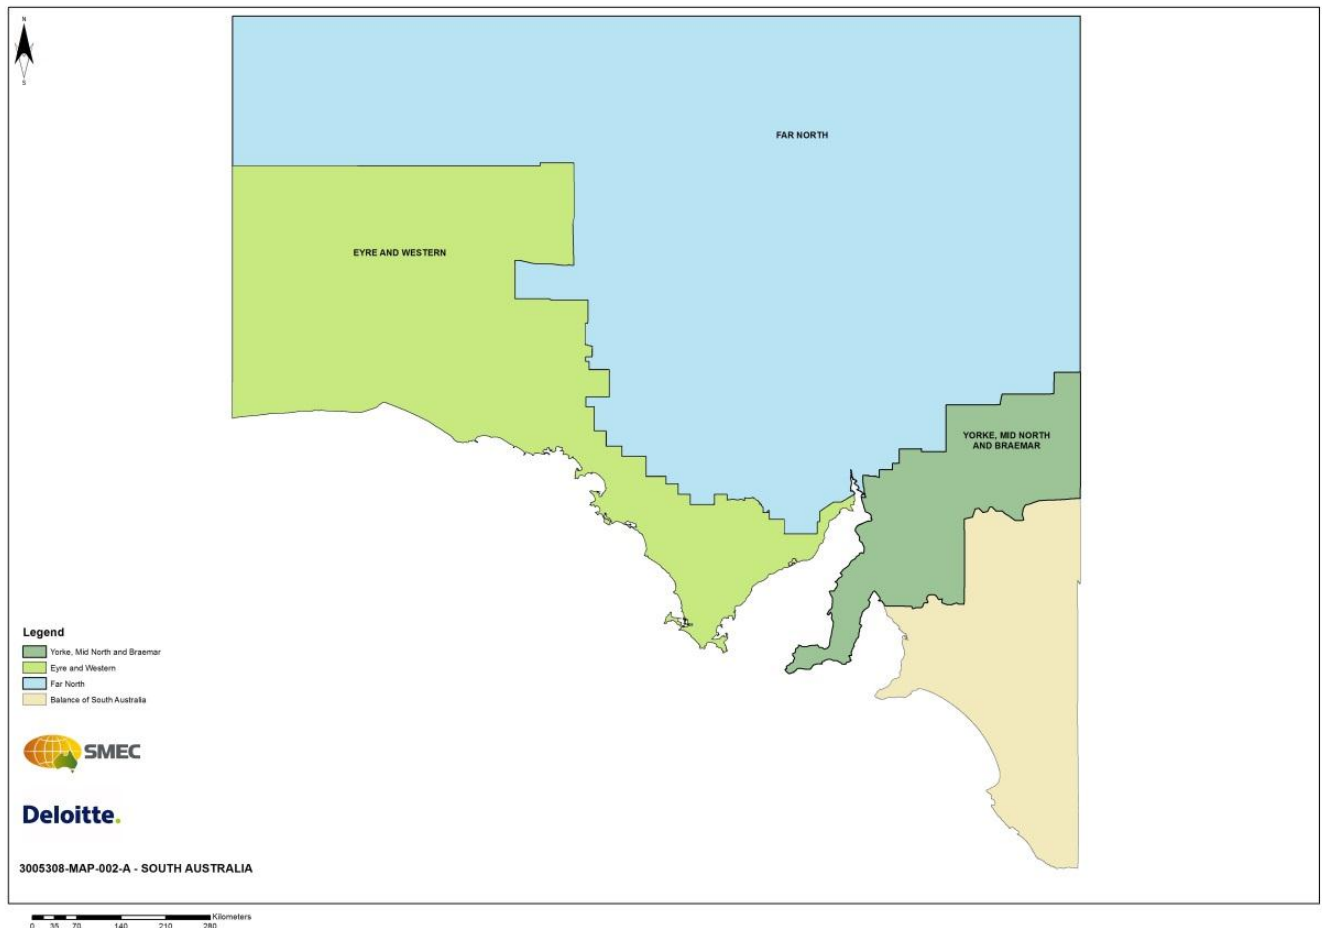 N
S
FAR NORTH
EYRE AND WESTERN
YORKE, MID NORTH
AND BRAEMAR
Legend
Yorke, Mid North and Braemar
Eyre and Western
Far North
Balance of South Australia
SMEC
Deloitte.
3005308-MAP-002-A - SOUTH AUSTRALIA
Kilometers
0 35 70 140 210 280